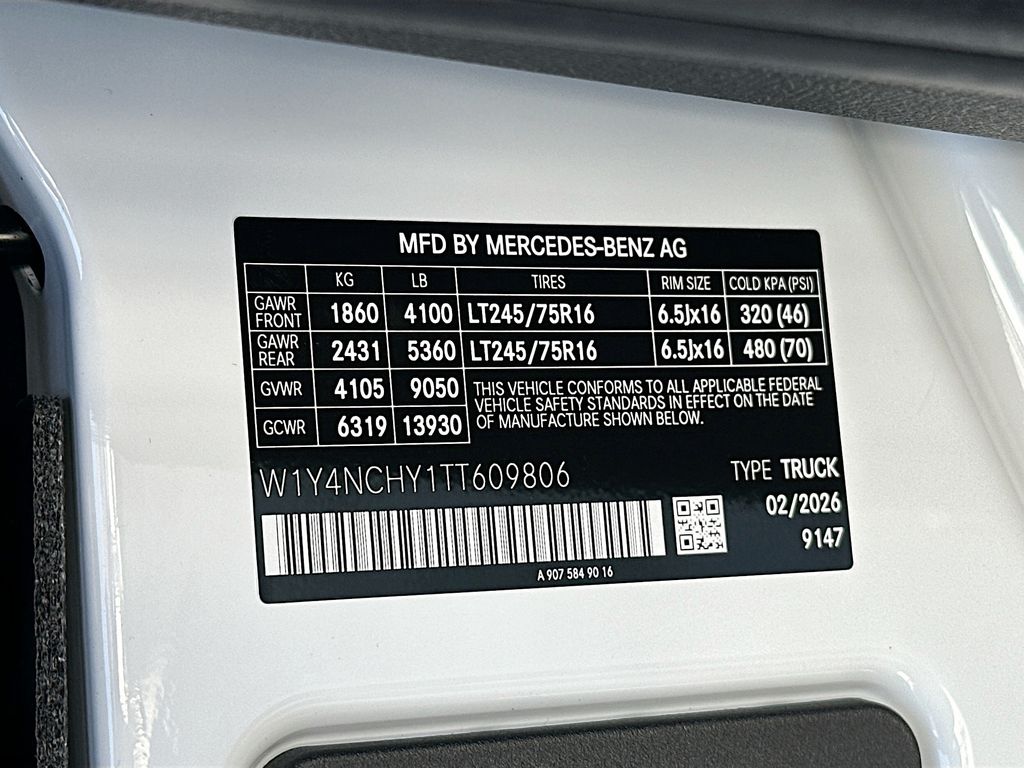 MFD BY MERCEDES-BENZ AG
KG LB TIRES RIM SIZE COLD KPA (PSI)
GAWR FRONT 1860 4100 LT245/75R16 6.5Jx16 320 (46)
GAWR REAR 2431 5360 LT245/75R16 6.5Jx16 480 (70)
GVWR 4105 9050
GCWR 6319 13930
THIS VEHICLE CONFORMS TO ALL APPLICABLE FEDERAL
VEHICLE SAFETY STANDARDS IN EFFECT ON THE DATE
OF MANUFACTURE SHOWN ABOVE.
W1Y4NCHY1TT609806
TYPE TRUCK
02/2026
9147
A 907 584 90 16